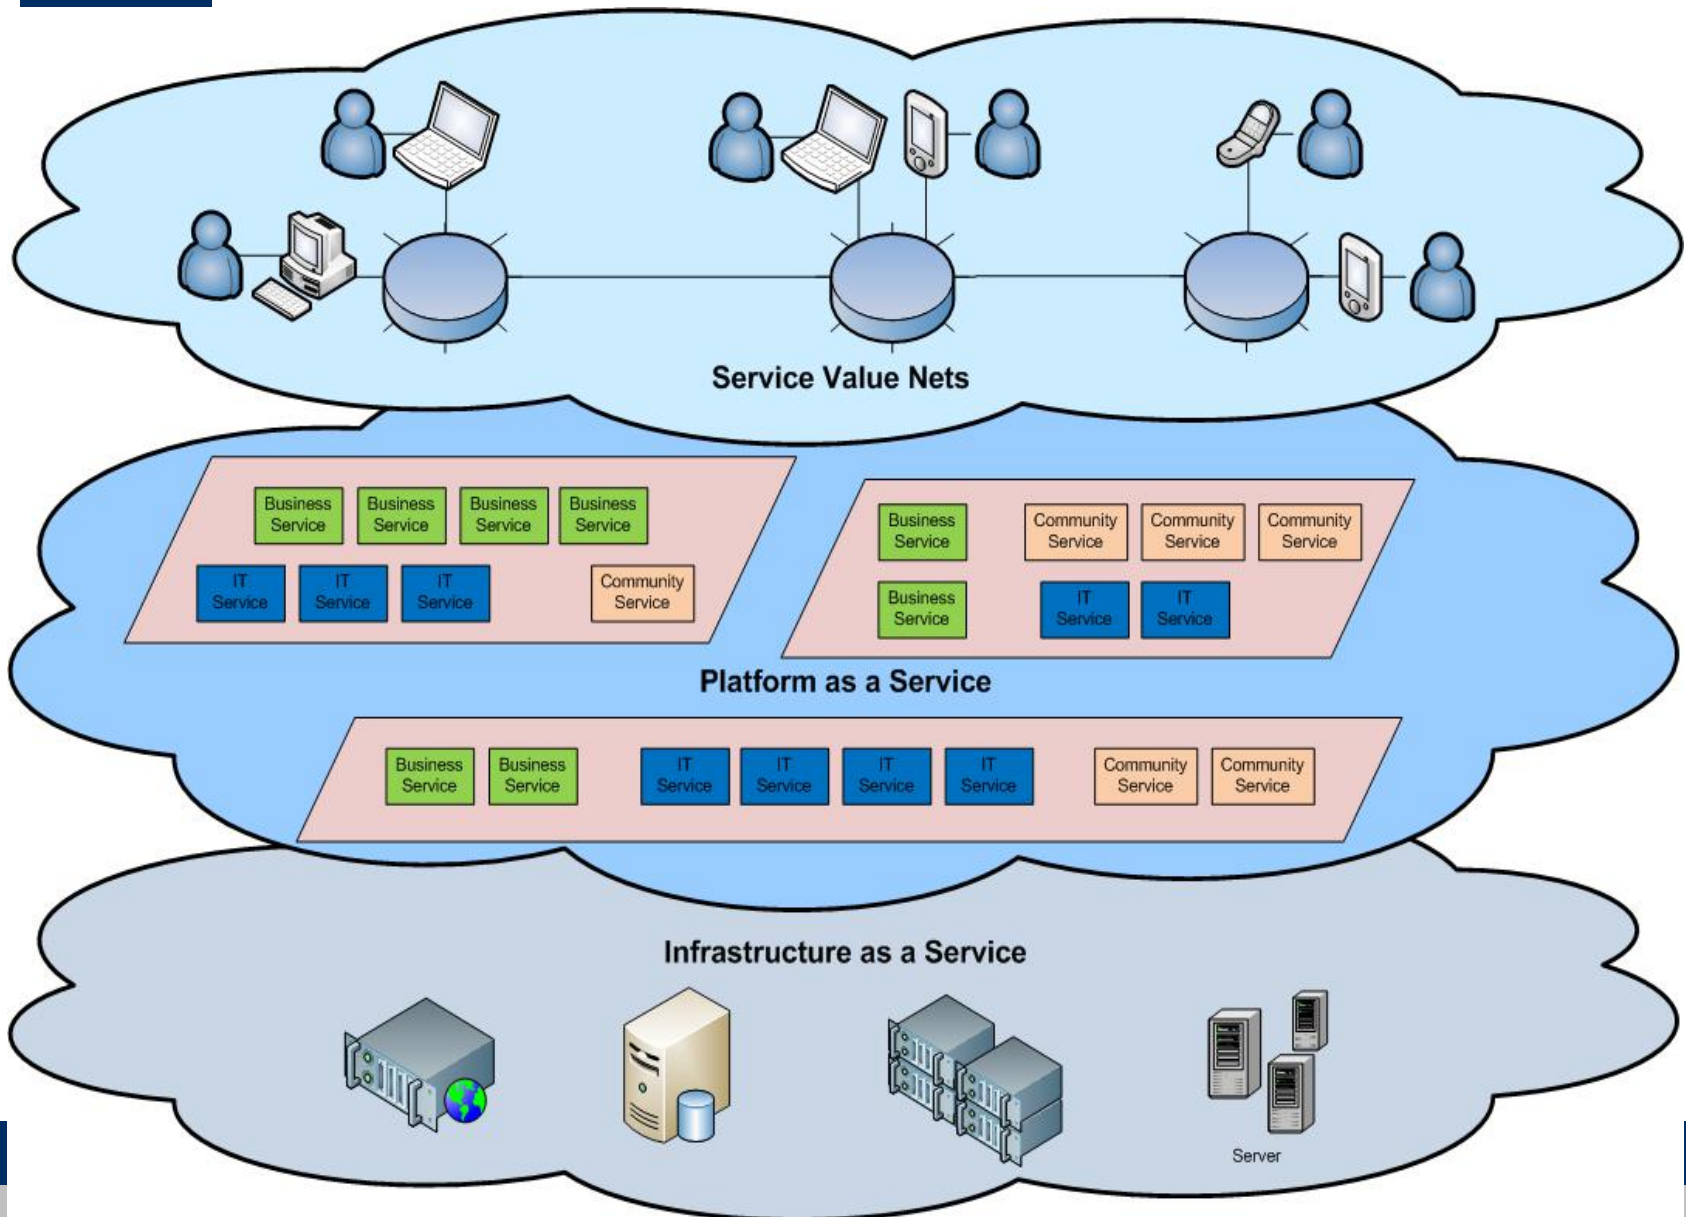 Service Value Nets
Business Business Business Business
Service Service Service Service
IT IT IT Community
Service Service Service Service
Business Community Community Community
Service Service Service Service
Business IT IT
Service Service Service
Platform as a Service
Business Business IT IT IT IT Community Community
Service Service Service Service Service Service Service Service
Infrastructure as a Service
Server